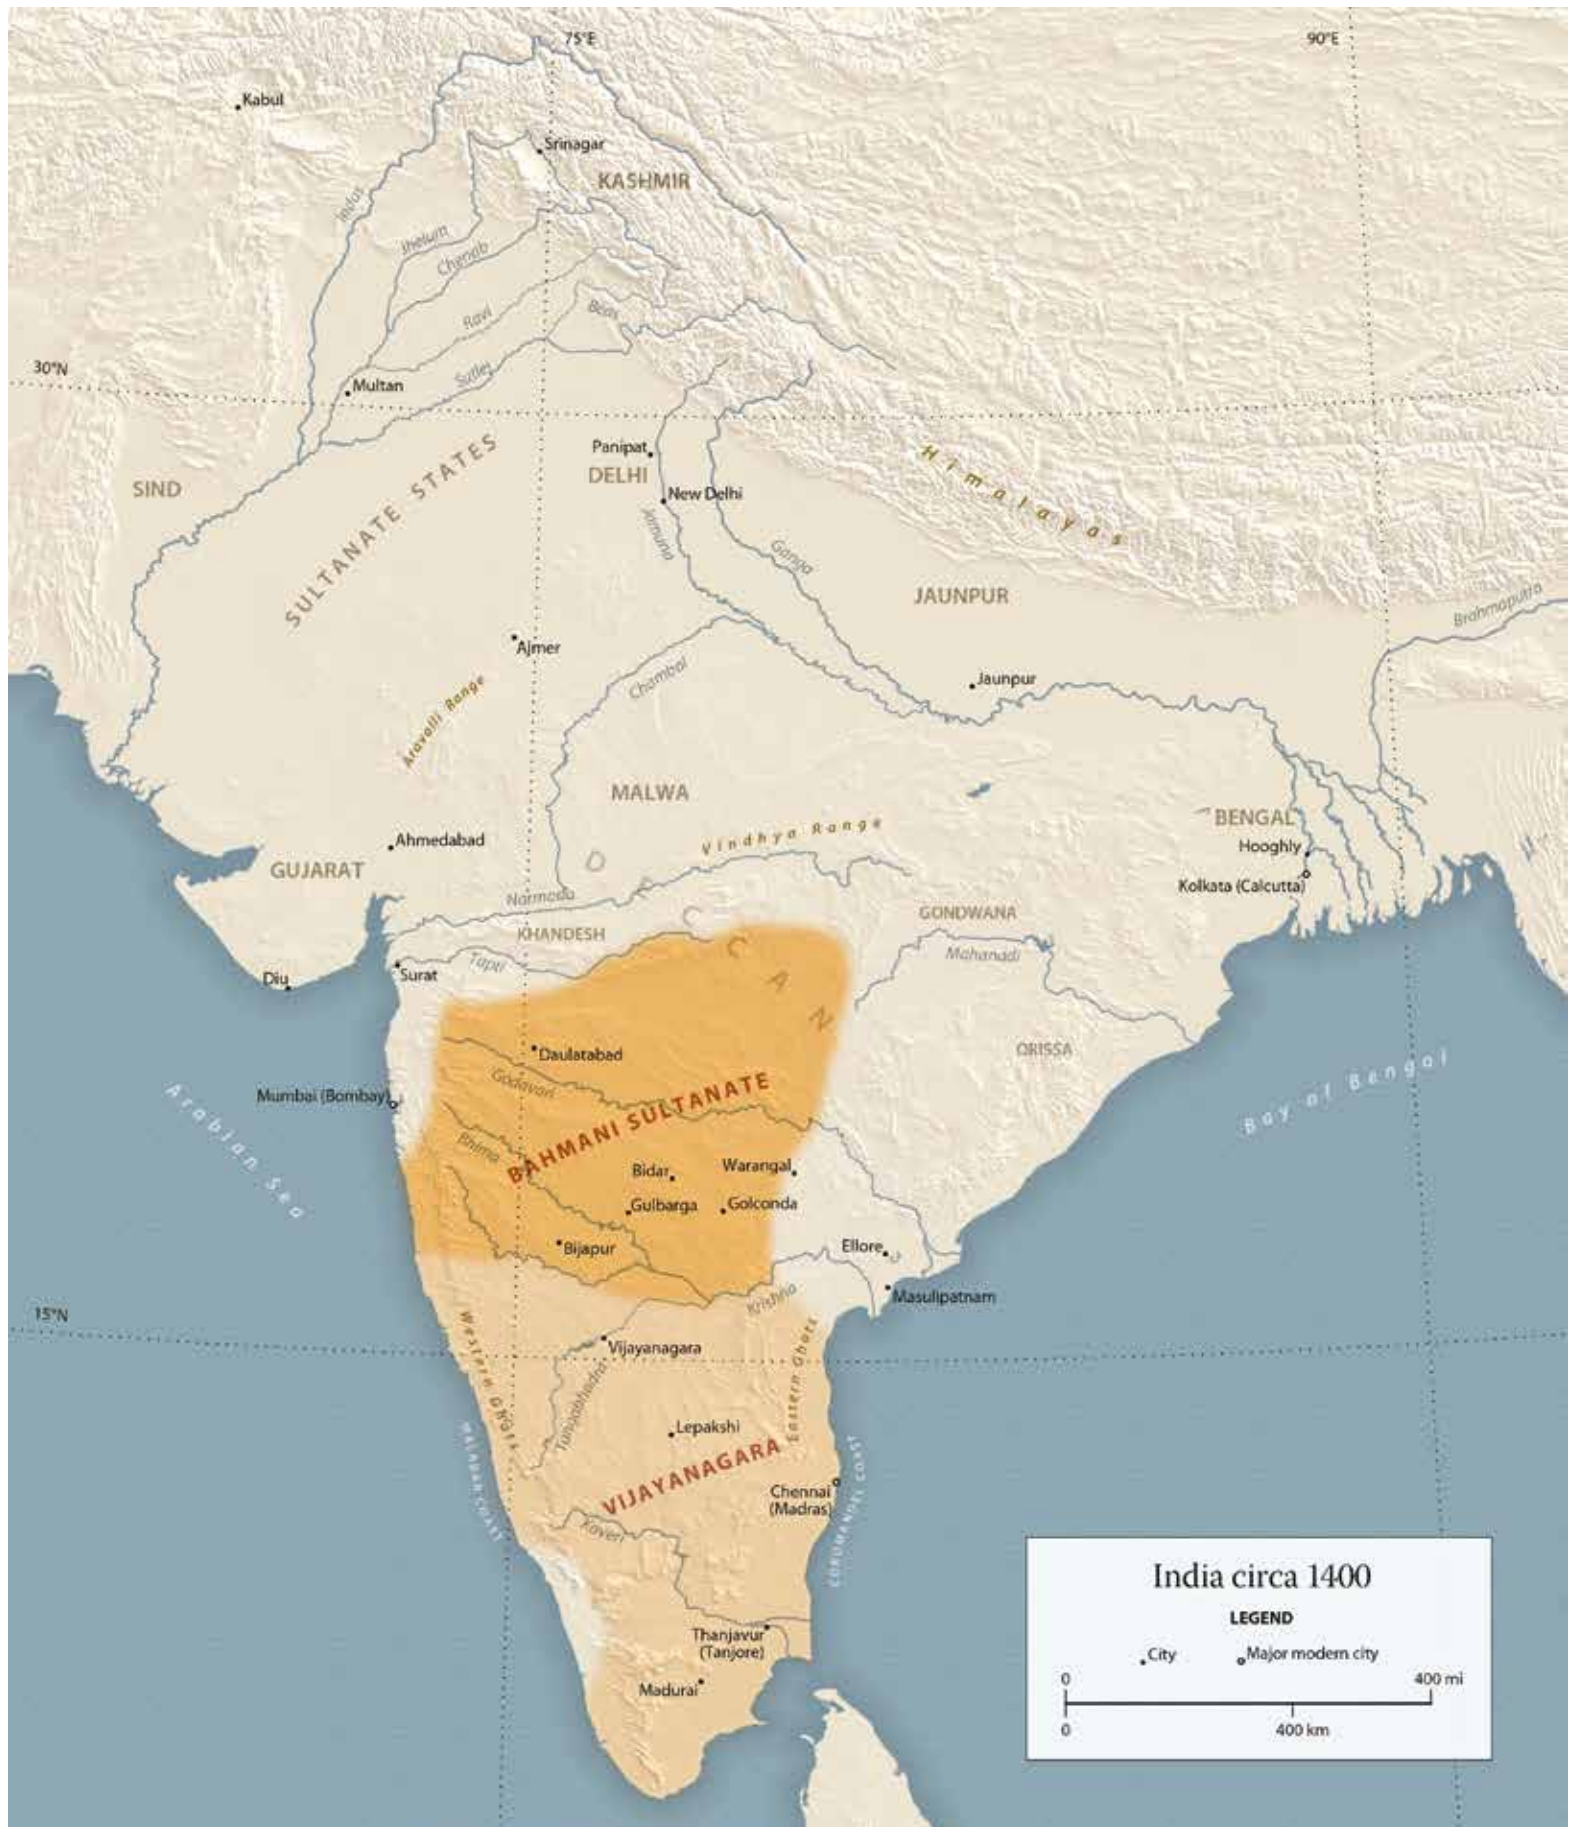 75°E
90°E
Kabul
Srinagar
KASHMIR
Indus
Jhelum
Chenab
Ravi
Beas
30°N
Multan
Sutlej
Panipat
DELHI
New Delhi
SIND
SULTANATE STATES
Himalayas
Jamuna
Ganga
JAUNPUR
Brahmaputra
Ajmer
Chambal
Jaunpur
Aravalli Range
MALWA
BENGAL
Vindhya Range
Ahmedabad
Hooghly
GUJARAT
DECCAN
Kolkata (Calcutta)
Narmada
GONDWANA
KHANDESH
Mahanadi
Tapti
Surat
Diu
ORISSA
Daulatabad
Godavari
Mumbai (Bombay)
BAHMANI SULTANATE
Arabian Sea
Bay of Bengal
Bhima
Bidar
Warangal
Gulbarga
Golconda
Bijapur
Ellore
Krishna
Masulipatnam
15°N
Western Ghats
Vijayanagara
Eastern Ghats
Tungabhadra
Lepakshi
MALABAR COAST
VIJAYANAGARA
Chennai
(Madras)
COROMANDEL COAST
Kaveri
Thanjavur
(Tanjore)
Madurai
India circa 1400
LEGEND
City
Major modern city
0
400 mi
0
400 km